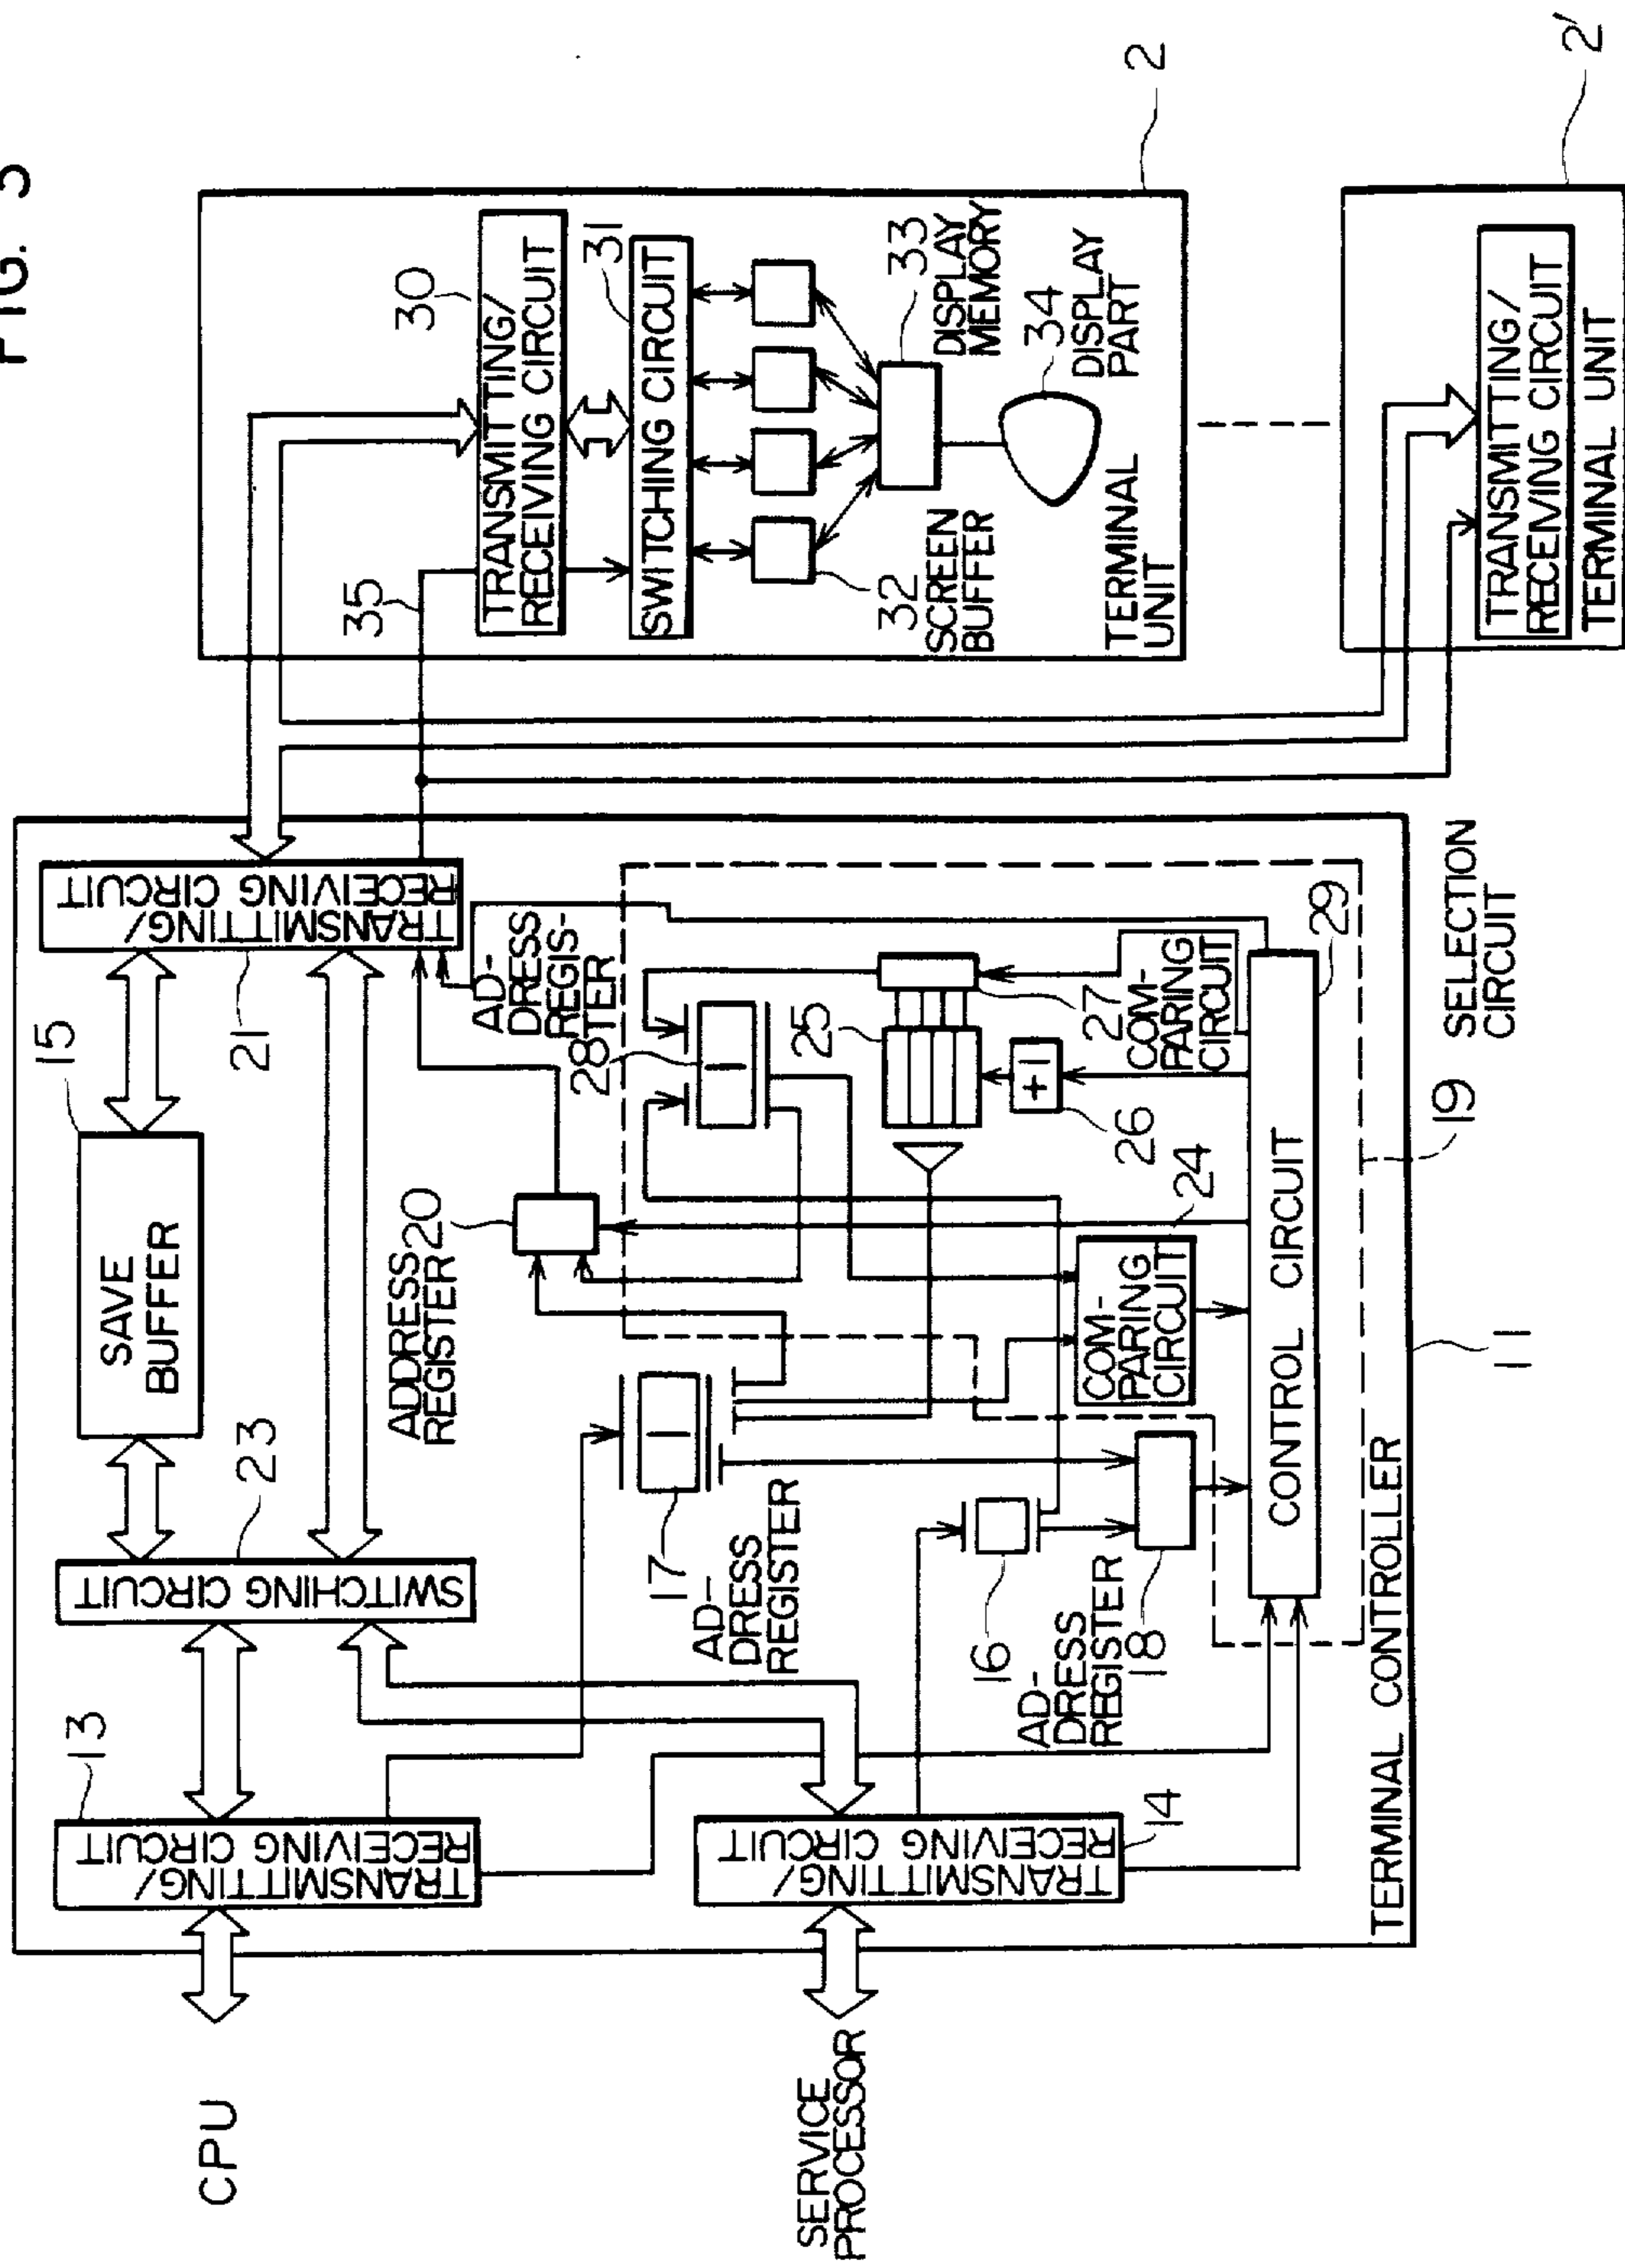 FIG. 3
CPU
SERVICE
PROCESSOR
13
TRANSMITTING/
RECEIVING CIRCUIT
14
TRANSMITTING/
RECEIVING CIRCUIT
23
SWITCHING CIRCUIT
15
SAVE
BUFFER
21
TRANSMITTING/
RECEIVING CIRCUIT
17
AD-
DRESS
REGISTER
16
AD-
DRESS
REGISTER
18
ADDRESS
REGISTER
20
AD-
DRESS
REGIS-
TER
28
25
+1
26
27
COM-
PARING
CIRCUIT
24
COM-
PARING
CIRCUIT
CONTROL CIRCUIT
29
19
SELECTION
CIRCUIT
TERMINAL CONTROLLER
11
35
30
TRANSMITTING/
RECEIVING CIRCUIT
31
SWITCHING CIRCUIT
32
SCREEN
BUFFER
33
DISPLAY
MEMORY
34
DISPLAY
PART
TERMINAL
UNIT
2
TRANSMITTING/
RECEIVING CIRCUIT
TERMINAL UNIT
2'